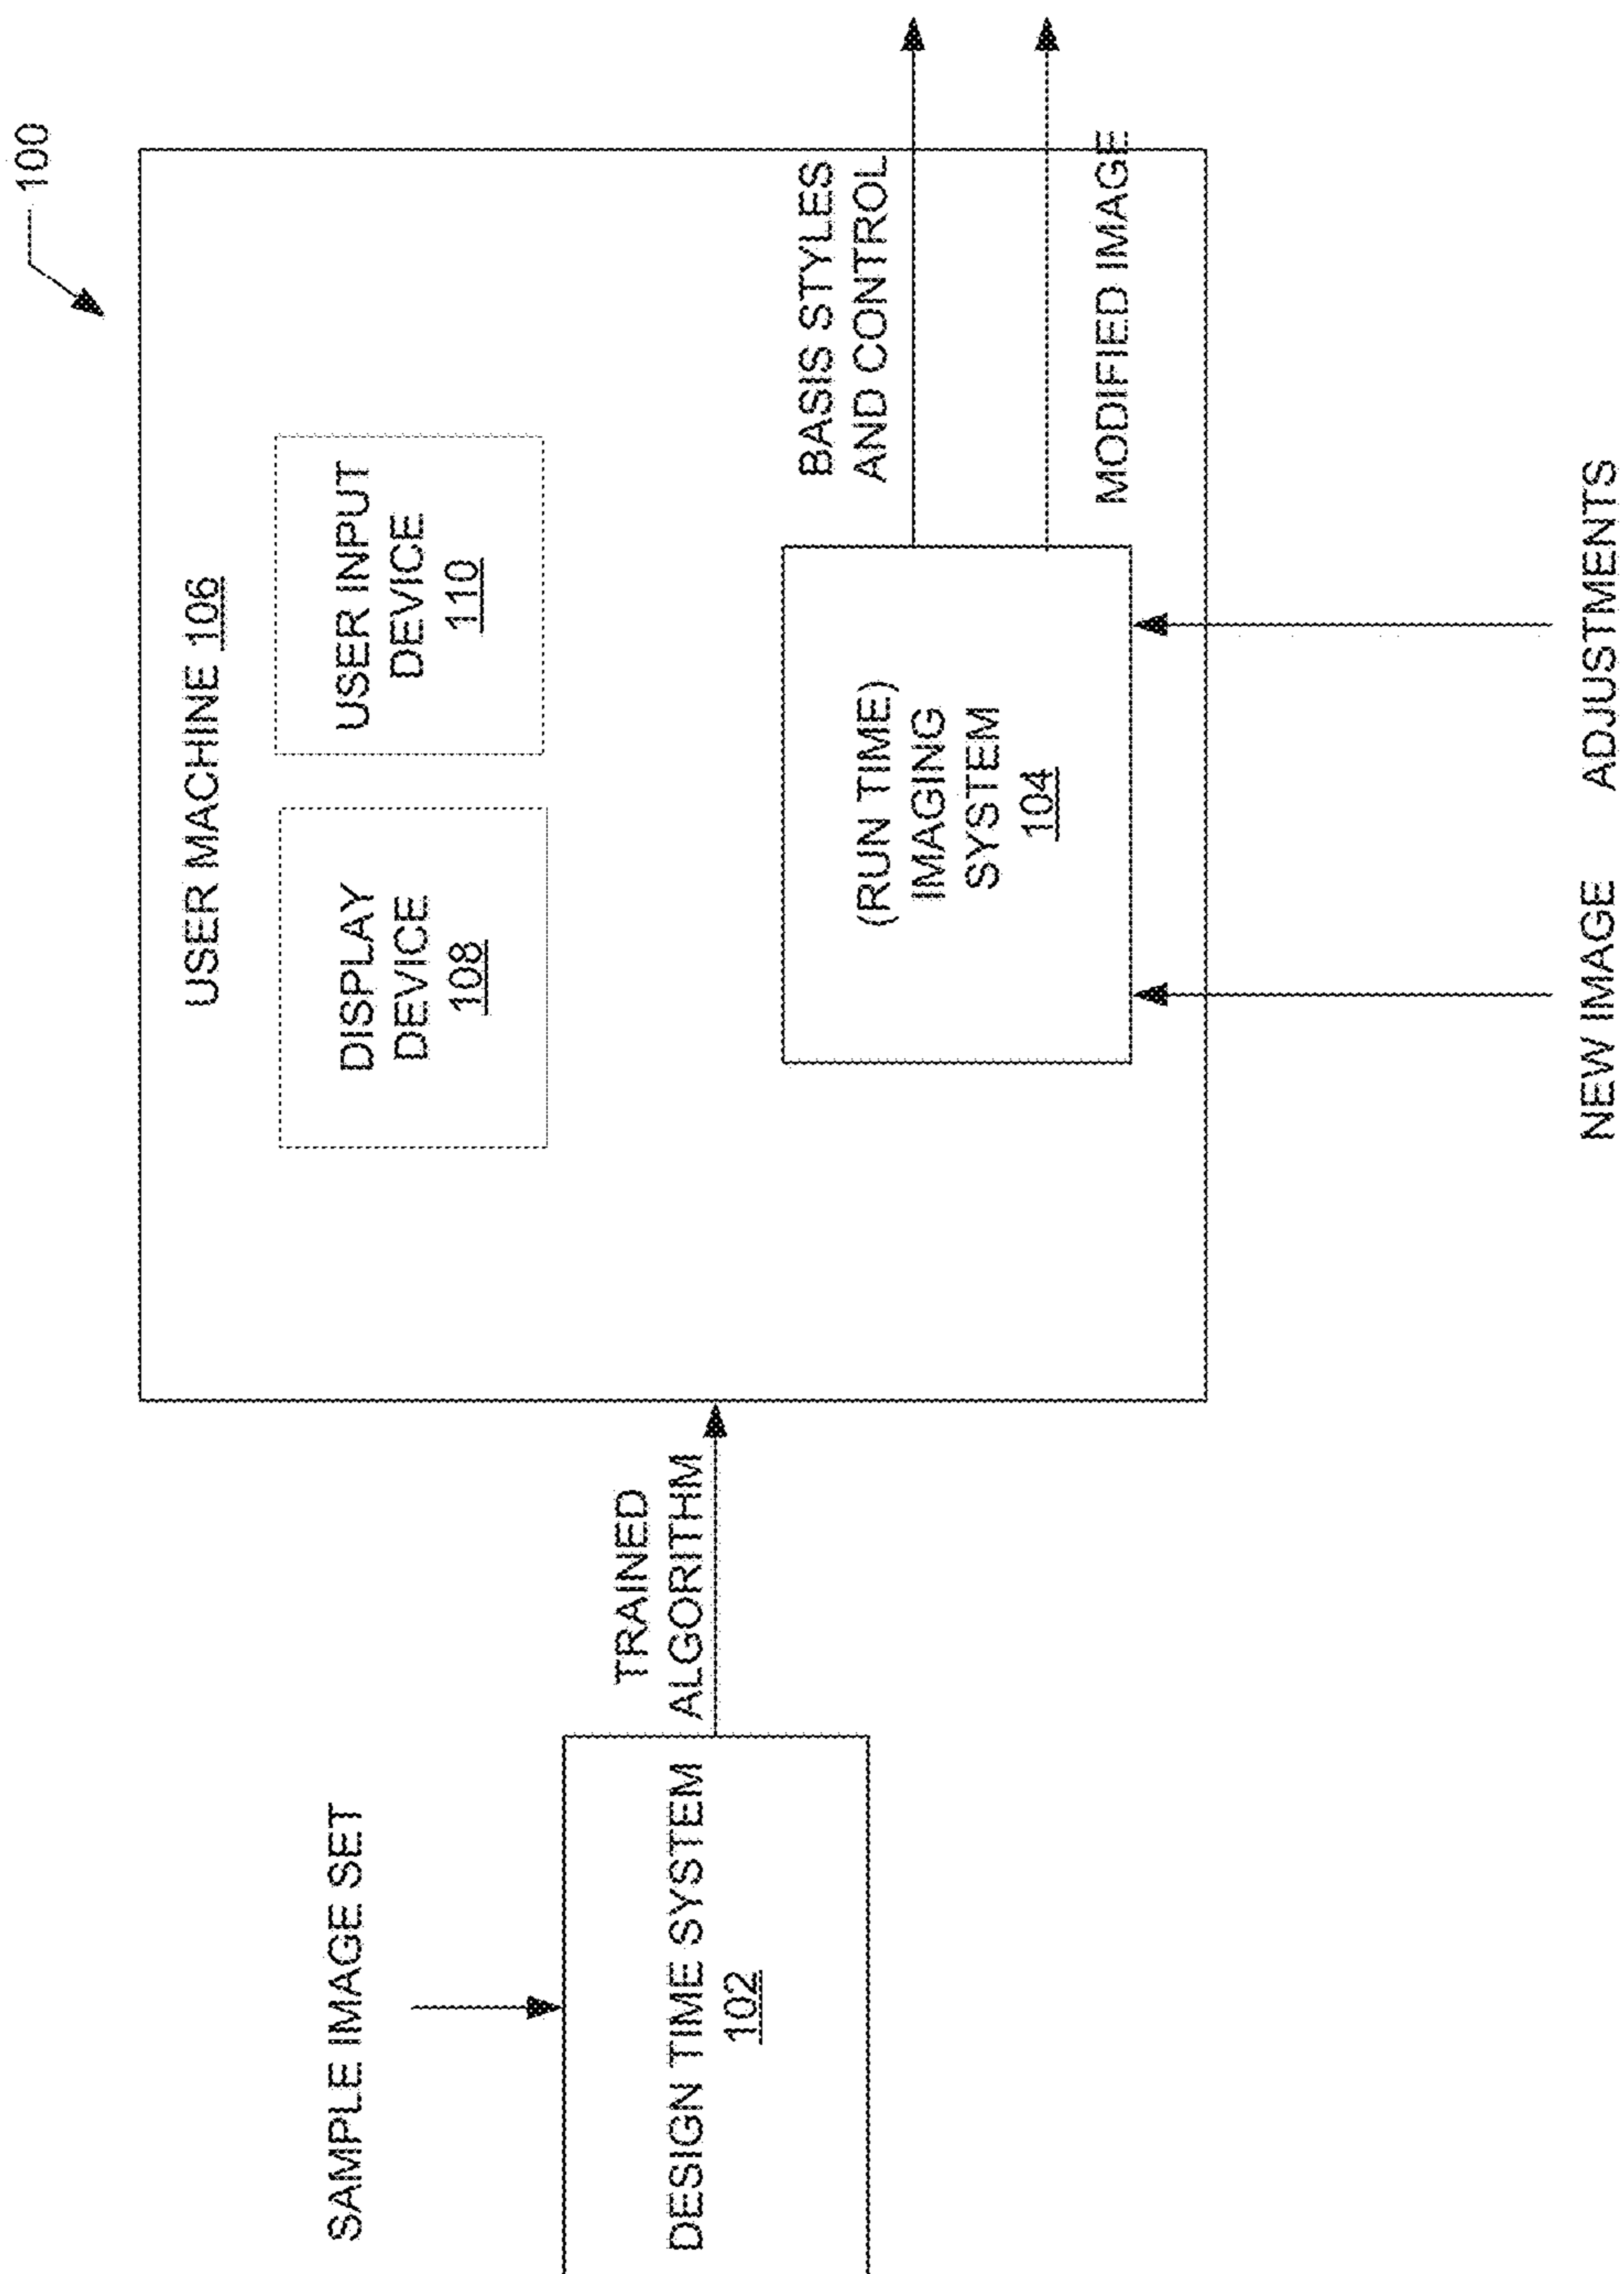 100
USER MACHINE 106
DISPLAY
DEVICE
108
USER INPUT
DEVICE
110
SAMPLE IMAGE SET
DESIGN TIME SYSTEM
102
TRAINED
ALGORITHM
(RUN TIME)
IMAGING
SYSTEM
104
BASIS STYLES
AND CONTROL
MODIFIED IMAGE
NEW IMAGE
ADJUSTMENTS